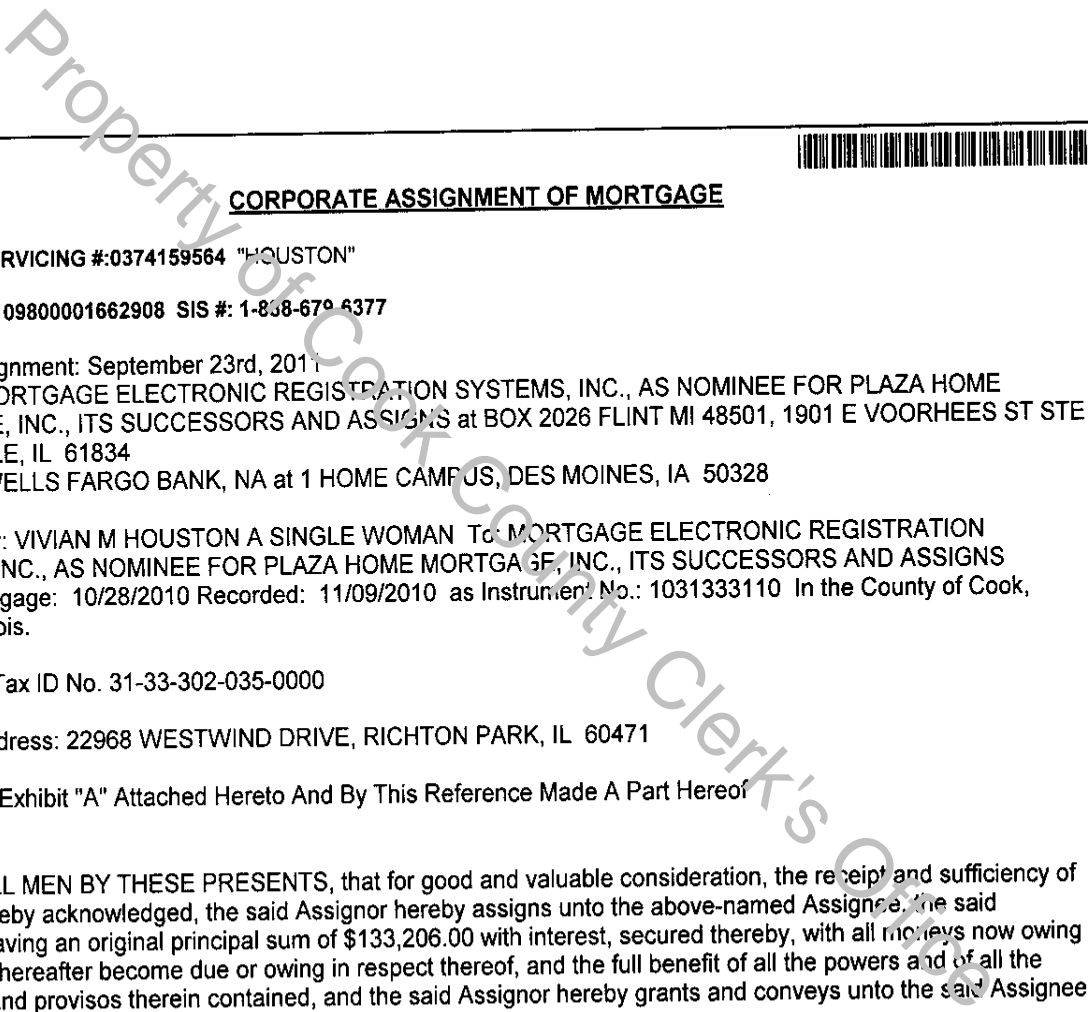 Property of Cook County Clerk's Office
CORPORATE ASSIGNMENT OF MORTGAGE
RVICING #:0374159564 "HOUSTON"
09800001662908 SIS #: 1-888-679-6377
gnment: September 23rd, 2011
ORTGAGE ELECTRONIC REGISTRATION SYSTEMS, INC., AS NOMINEE FOR PLAZA HOME
E, INC., ITS SUCCESSORS AND ASSIGNS at BOX 2026 FLINT MI 48501, 1901 E VOORHEES ST STE
LE, IL 61834
WELLS FARGO BANK, NA at 1 HOME CAMPUS, DES MOINES, IA 50328
: VIVIAN M HOUSTON A SINGLE WOMAN To: MORTGAGE ELECTRONIC REGISTRATION
INC., AS NOMINEE FOR PLAZA HOME MORTGAGE, INC., ITS SUCCESSORS AND ASSIGNS
gage: 10/28/2010 Recorded: 11/09/2010 as Instrument No.: 1031333110 In the County of Cook,
ois.
Tax ID No. 31-33-302-035-0000
dress: 22968 WESTWIND DRIVE, RICHTON PARK, IL 60471
Exhibit "A" Attached Hereto And By This Reference Made A Part Hereof
LL MEN BY THESE PRESENTS, that for good and valuable consideration, the receipt and sufficiency of
eby acknowledged, the said Assignor hereby assigns unto the above-named Assignee, the said
aving an original principal sum of $133,206.00 with interest, secured thereby, with all moneys now owing
hereafter become due or owing in respect thereof, and the full benefit of all the powers and of all the
and provisos therein contained, and the said Assignor hereby grants and conveys unto the said Assignee